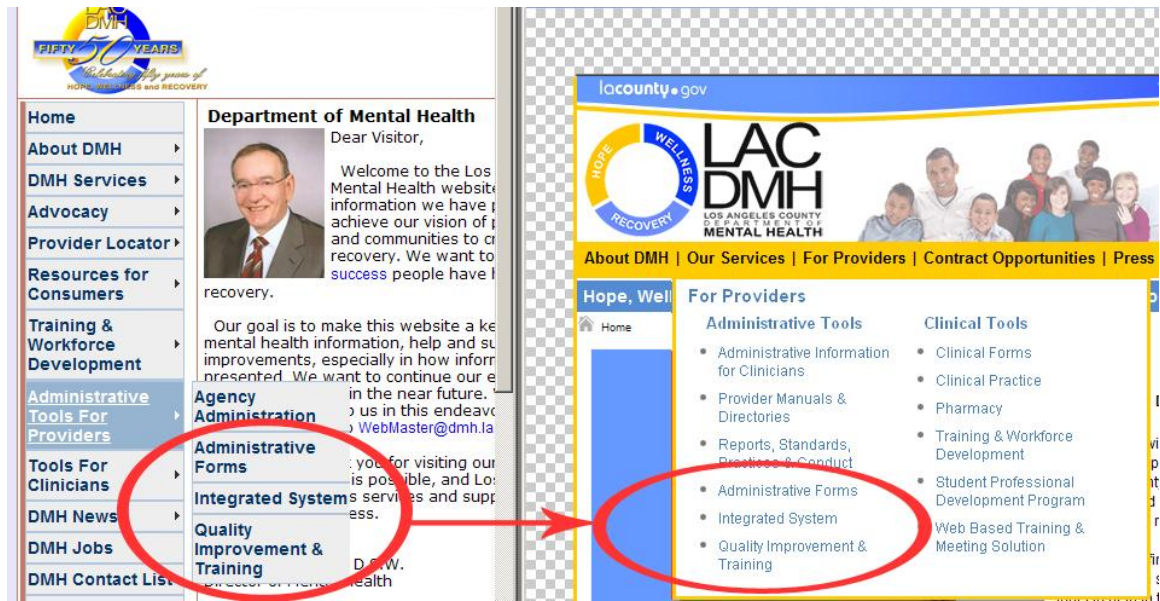 LAC
DMH
FIFTY 50 YEARS
Celebrating fifty years of
HOPE, WELLNESS and RECOVERY
Home
About DMH
DMH Services
Advocacy
Provider Locator
Resources for
Consumers
Training &
Workforce
Development
Administrative
Tools For
Providers
Tools For
Clinicians
DMH News
DMH Jobs
DMH Contact List
Agency
Administration
Administrative
Forms
Integrated System
Quality
Improvement &
Training
Department of Mental Health
Dear Visitor,
Welcome to the Los
Mental Health website
information we have
achieve our vision of
and communities to
recovery. We want to
success people have
recovery.
Our goal is to make this website a
mental health information, help and
improvements, especially in how
presented. We want to continue our
in the near future.
us in this
WebMaster@dmh.la
you for visiting our
is possible, and
services and
ess.
D S.W.
Director of Mental Health
lacounty.gov
HOPE
WELLNESS
RECOVERY
LAC
DMH
LOS ANGELES COUNTY
DEPARTMENT OF
MENTAL HEALTH
About DMH | Our Services | For Providers | Contract Opportunities | Press
Hope, Well
Home
For Providers
Administrative Tools
• Administrative Information
for Clinicians
• Provider Manuals &
Directories
• Reports, Standards,
Practices & Conduct
• Administrative Forms
• Integrated System
• Quality Improvement &
Training
Clinical Tools
• Clinical Forms
• Clinical Practice
• Pharmacy
• Training & Workforce
Development
• Student Professional
Development Program
• Web Based Training &
Meeting Solution